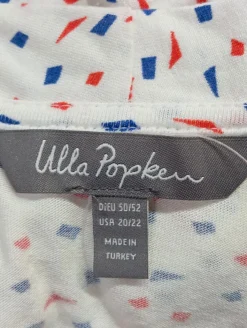 Ulla Popken
D|EU 50/52
USA 20/22
MADE IN
TURKEY